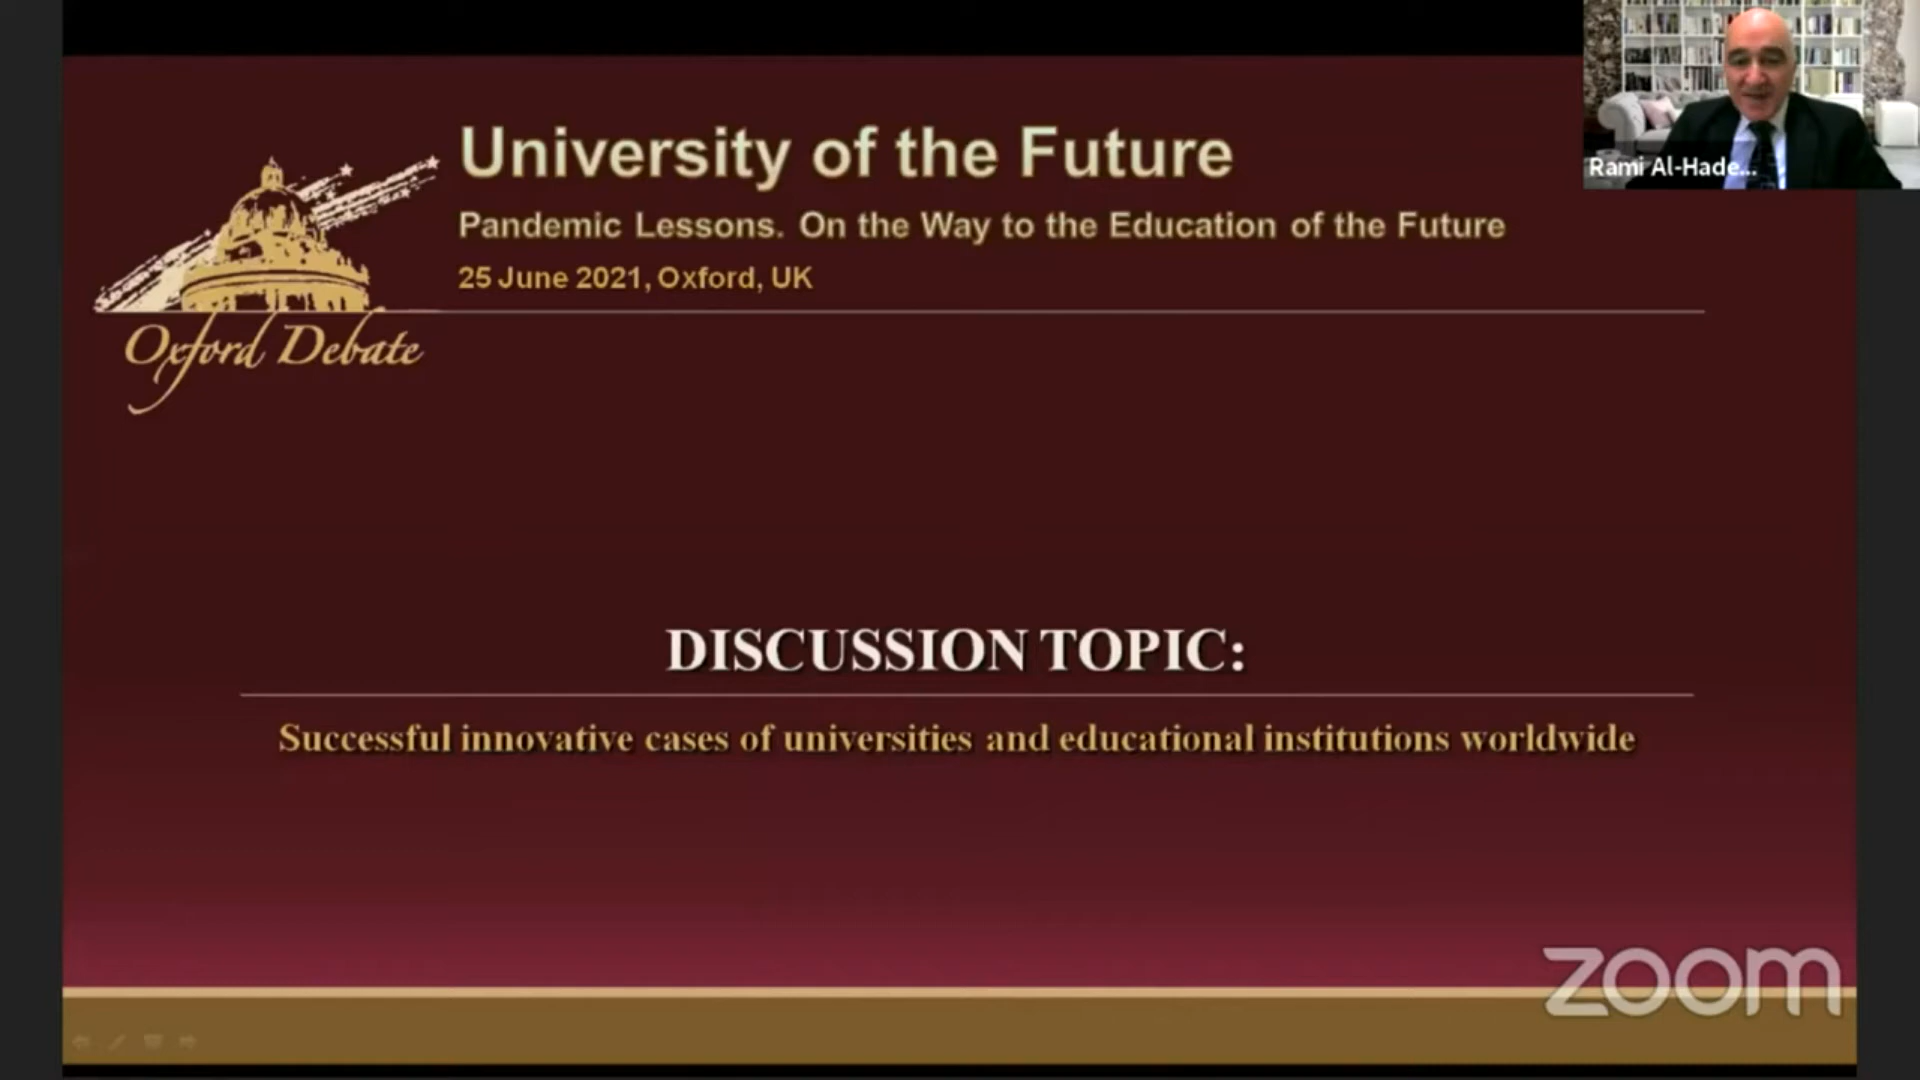 University of the Future
Pandemic Lessons. On the Way to the Education of the Future
25 June 2021, Oxford, UK
Oxford Debate
Rami Al-Hade...
DISCUSSION TOPIC:
Successful innovative cases of universities and educational institutions worldwide
zoom